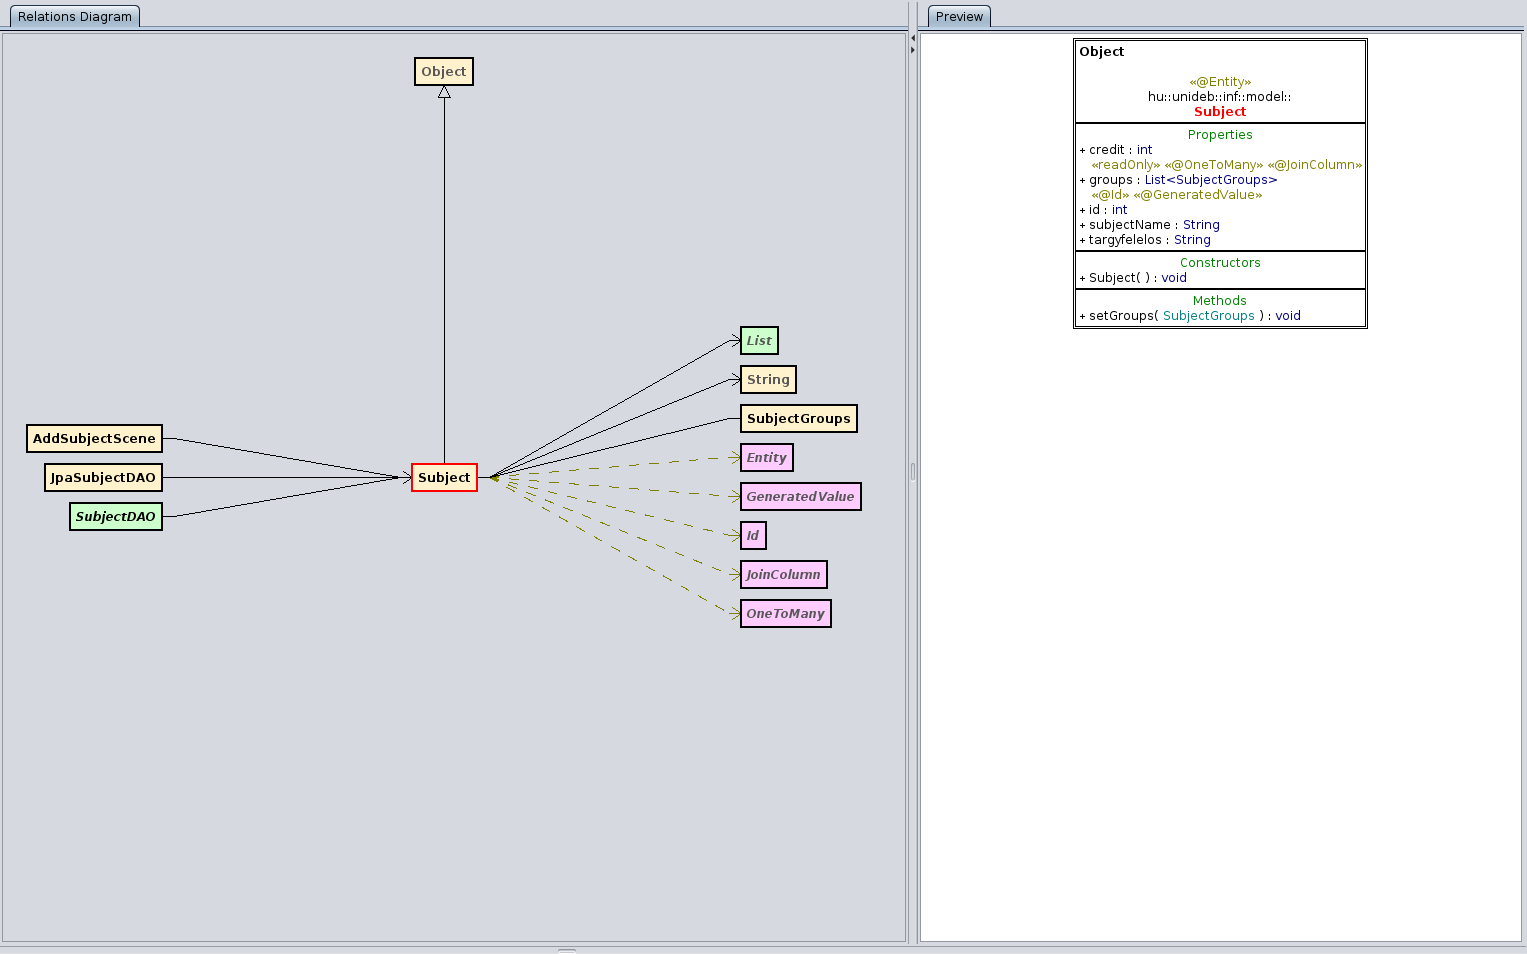 Relations Diagram
Object
List
String
SubjectGroups
Entity
GeneratedValue
Id
JoinColumn
OneToMany
AddSubjectScene
JpaSubjectDAO
SubjectDAO
Subject
Preview
Object
«@Entity»
hu::unideb::inf::model::
Subject
Properties
+ credit : int
«readOnly» «@OneToMany» «@JoinColumn»
+ groups : List<SubjectGroups>
«@Id» «@GeneratedValue»
+ id : int
+ subjectName : String
+ targyfelelos : String
Constructors
+ Subject( ) : void
Methods
+ setGroups( SubjectGroups ) : void